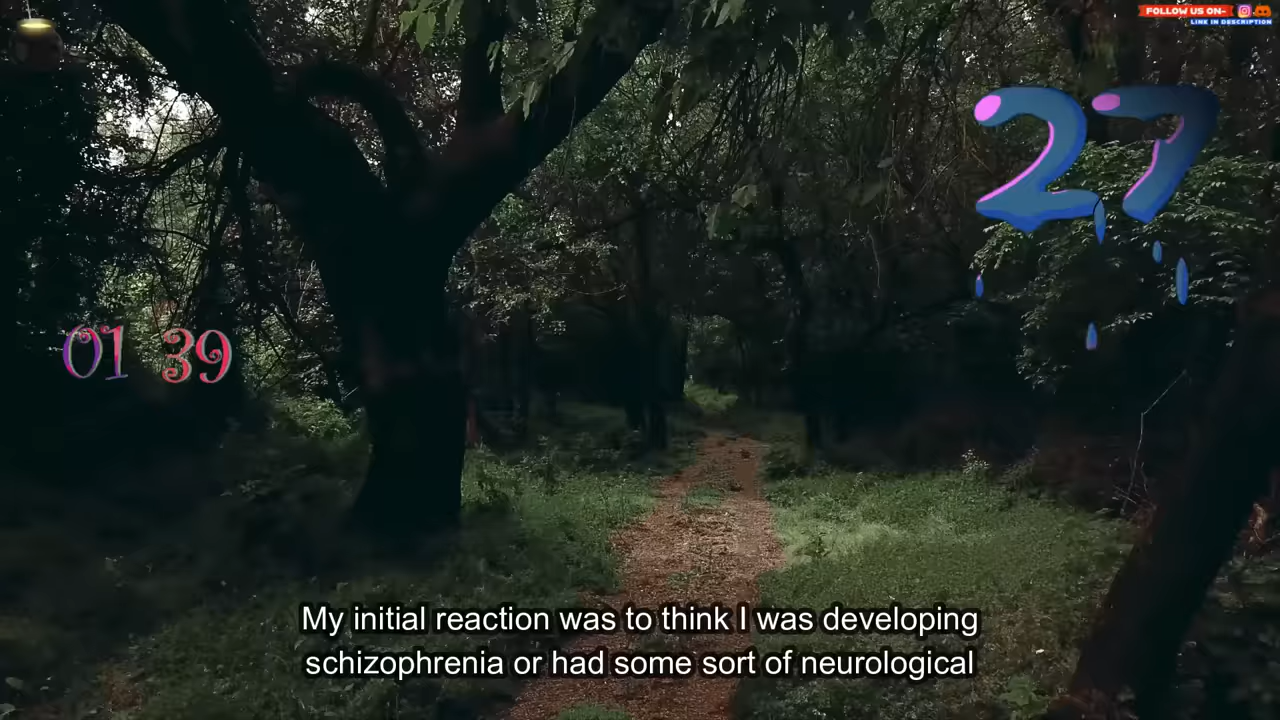 FOLLOW US ON-
LINK IN DESCRIPTION
27
01 39
My initial reaction was to think I was developing
schizophrenia or had some sort of neurological